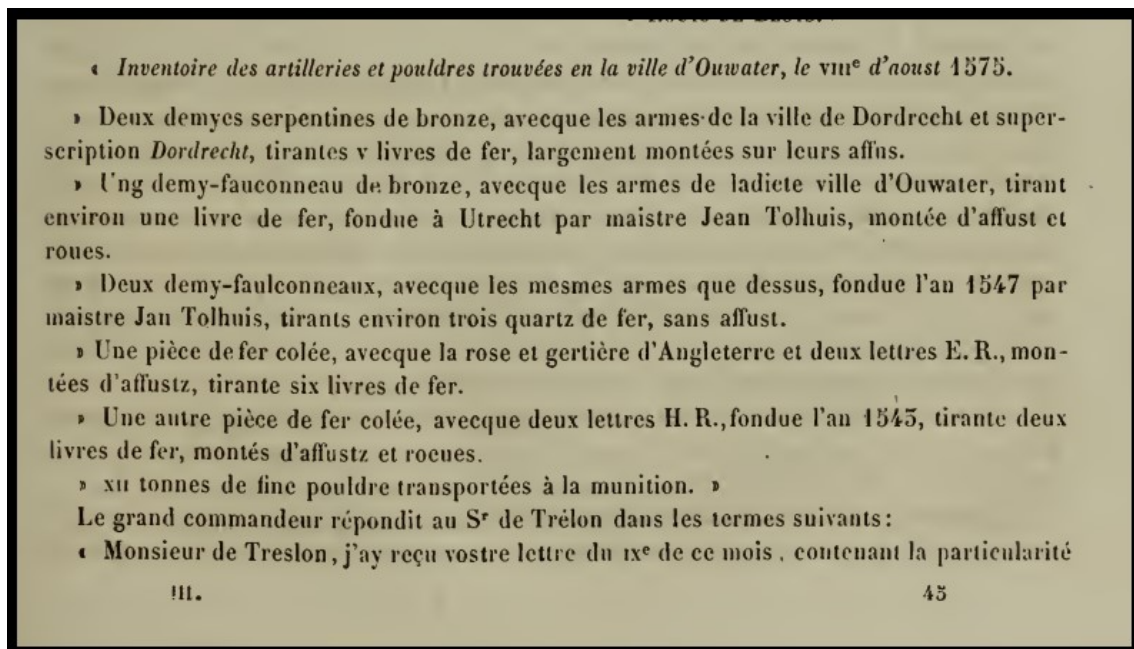 « Inventoire des artilleries et pouldres trouvées en la ville d'Ouwater, le VIIIe d'aoust 1575.
» Deux demyes serpentines de bronze, avecque les armes de la ville de Dordrecht et super-
scription Dordrecht, tirantes v livres de fer, largement montées sur leurs affus.
» Ung demy-fauconneau de bronze, avecque les armes de ladicte ville d'Ouwater, tirant
environ une livre de fer, fondue à Utrecht par maistre Jean Tolhuis, montée d'affust et
roues.
» Deux demy-faulconneaux, avecque les mesmes armes que dessus, fondue l'an 1547 par
maistre Jan Tolhuis, tirants environ trois quartz de fer, sans affust.
» Une pièce de fer colée, avecque la rose et gertière d'Angleterre et deux lettres E. R., mon-
tées d'affustz, tirante six livres de fer.
» Une autre pièce de fer colée, avecque deux lettres H. R., fondue l'an 1543, tirante deux
livres de fer, montés d'affustz et rocues.
» XII tonnes de fine pouldre transportées à la munition. »
Le grand commandeur répondit au Sr de Trélon dans les termes suivants:
« Monsieur de Treslon, j'ay reçu vostre lettre du IXe de ce mois, contenant la particularité
III. 45